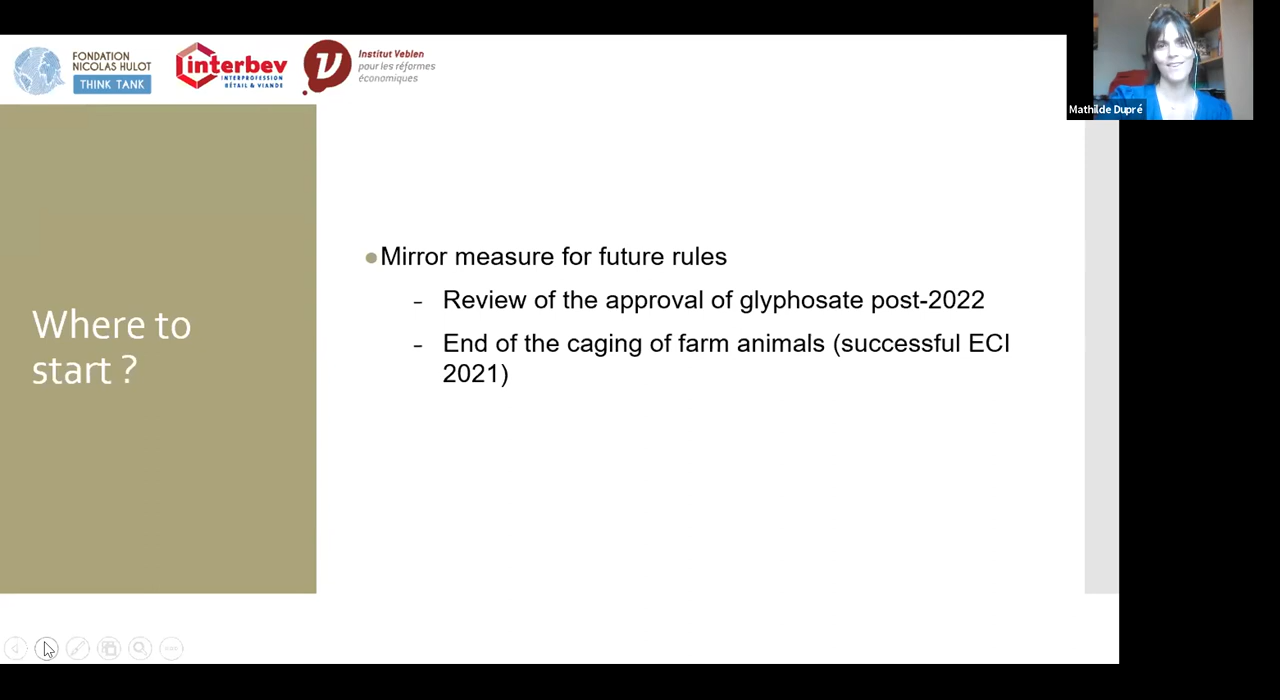 FONDATION
NICOLAS HULOT
THINK TANK
interbev
INTERPROFESSION
BÉTAIL & VIANDE
Institut Veblen
pour les réformes
économiques
Mathilde Dupré
Where to
start ?
Mirror measure for future rules
- Review of the approval of glyphosate post-2022
- End of the caging of farm animals (successful ECI
2021)